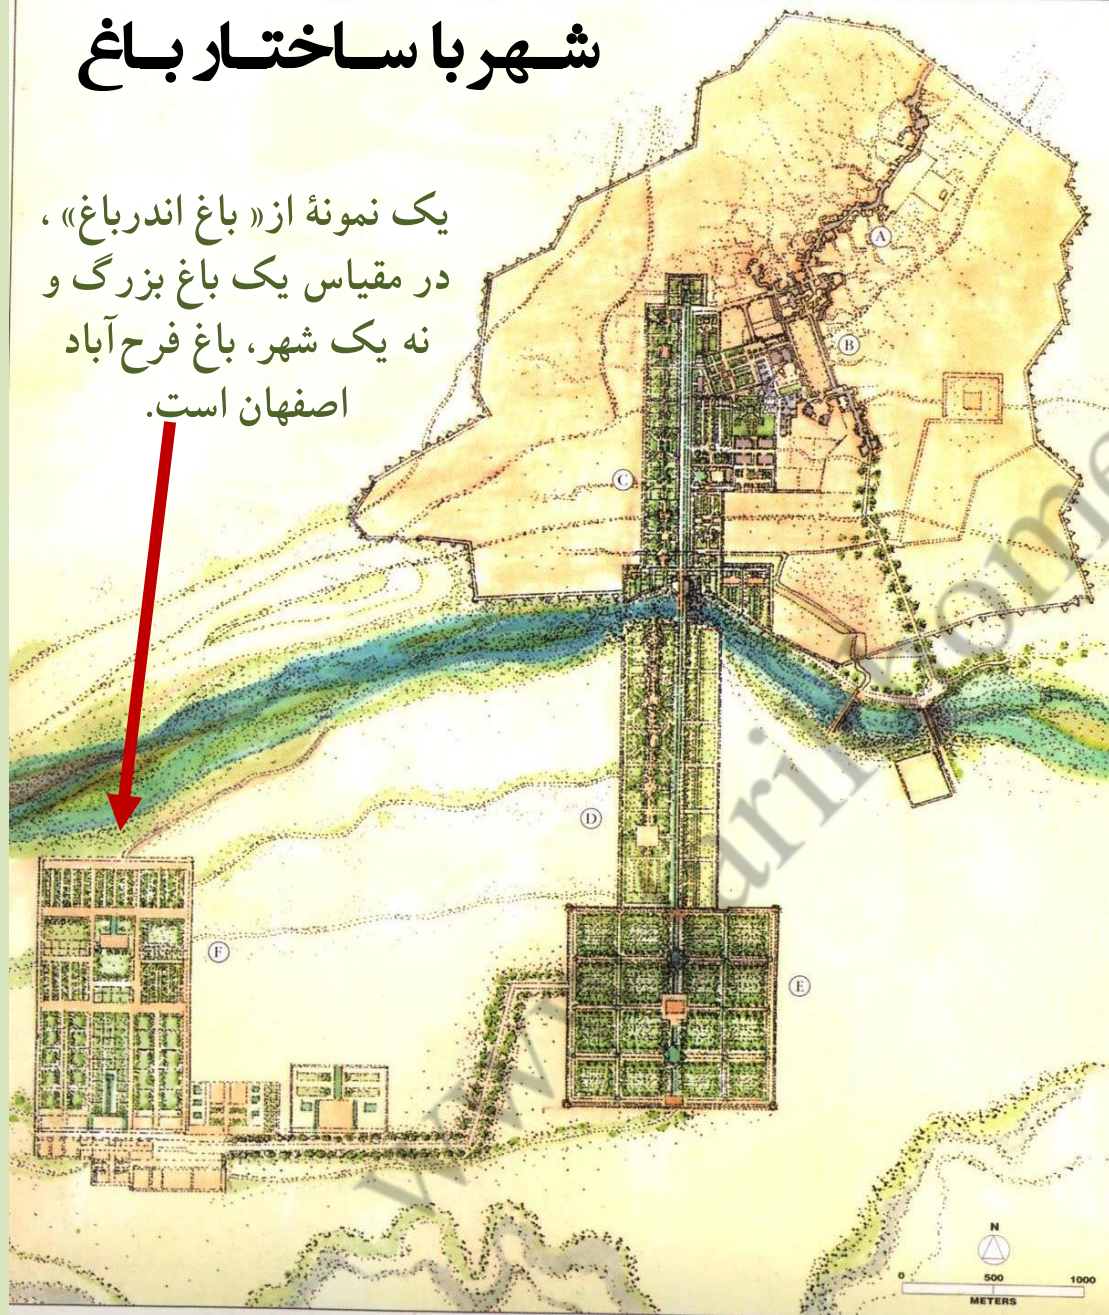 شهر با ساختار باغ
یک نمونۀ از« باغ اندرباغ» ،
در مقیاس یک باغ بزرگ و
نه یک شهر، باغ فرح‌آباد
اصفهان است.
A
B
C
D
E
F
N
0 500 1000
METERS